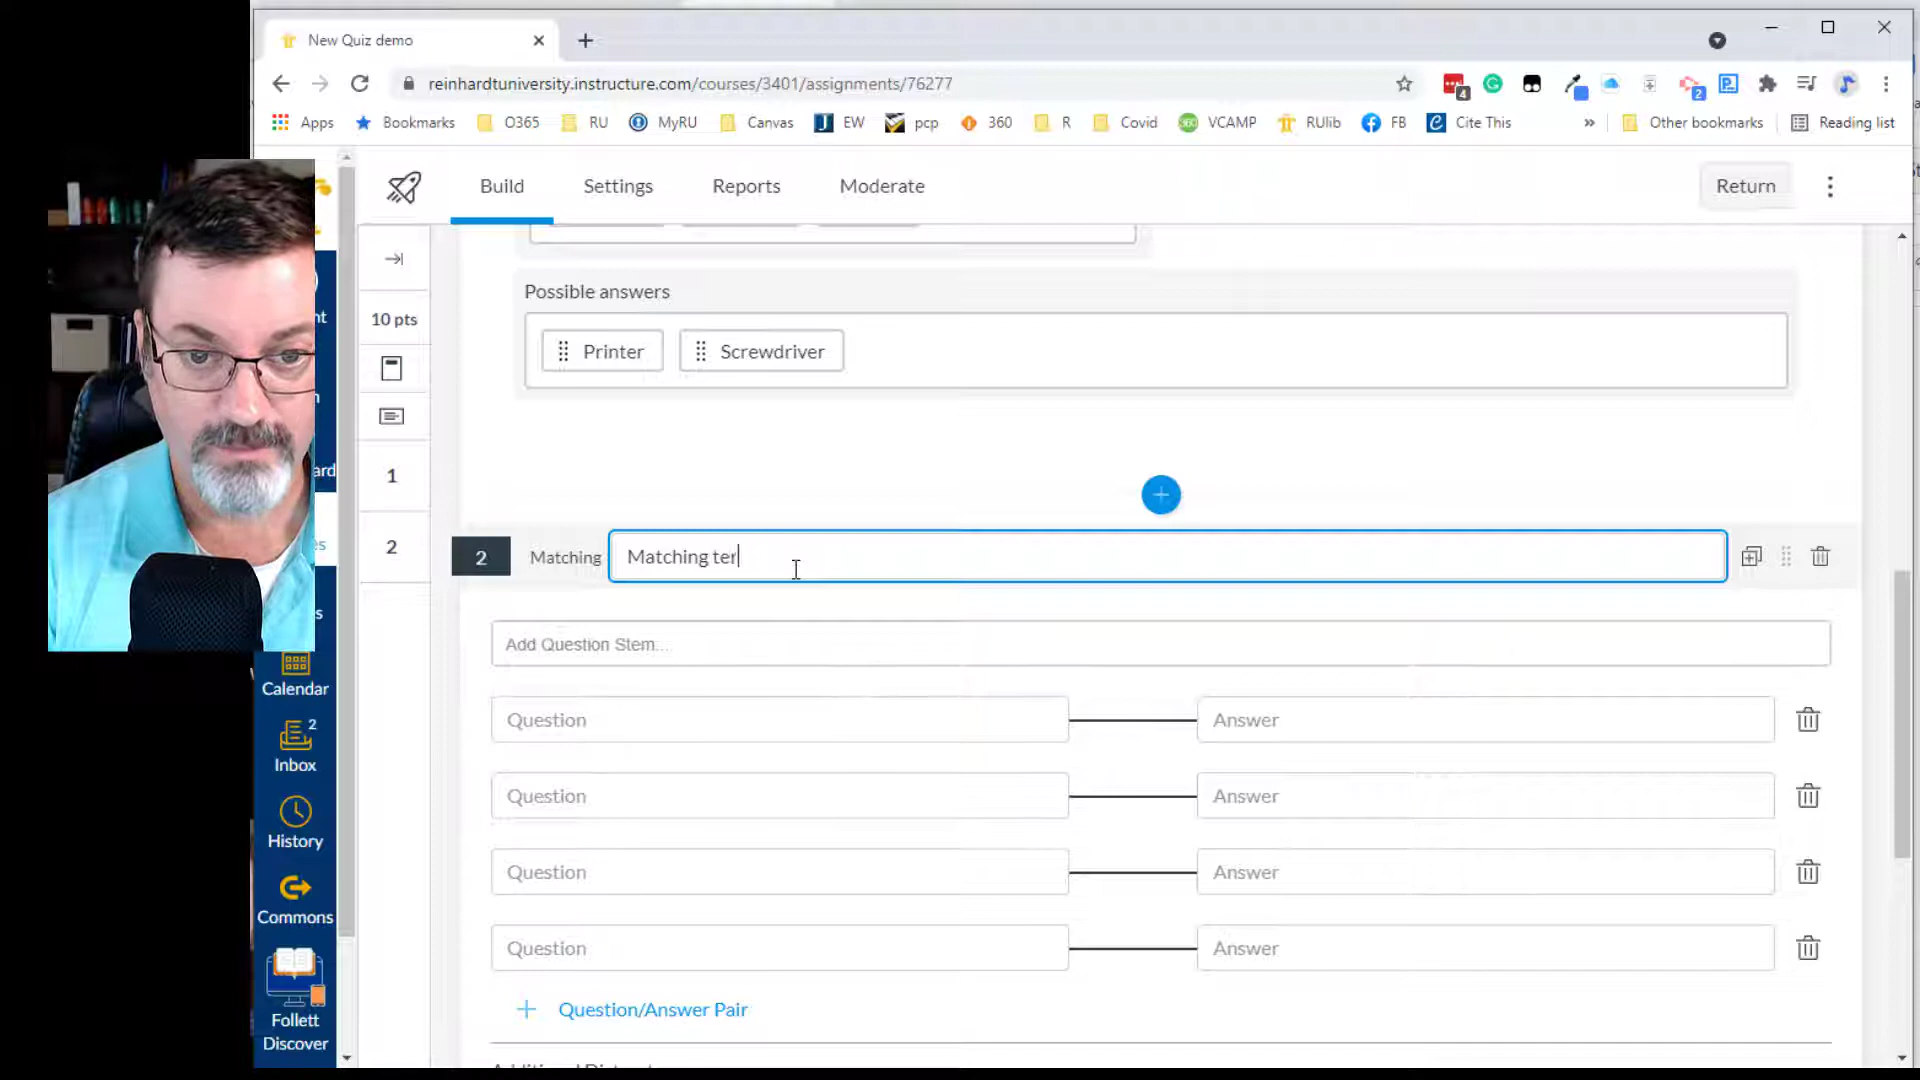 New Quiz demo
reinhardtuniversity.instructure.com/courses/3401/assignments/76277
4
2
Apps Bookmarks O365 RU MyRU Canvas EW pcp 360 R Covid VCAMP RUlib FB Cite This » Other bookmarks Reading list
Build Settings Reports Moderate Return
10 pts
Possible answers
Printer Screwdriver
1
2
2 Matching Matching ter
Add Question Stem...
Question Answer
Question Answer
Question Answer
Question Answer
+ Question/Answer Pair
Calendar
2
Inbox
History
Commons
Follett
Discover